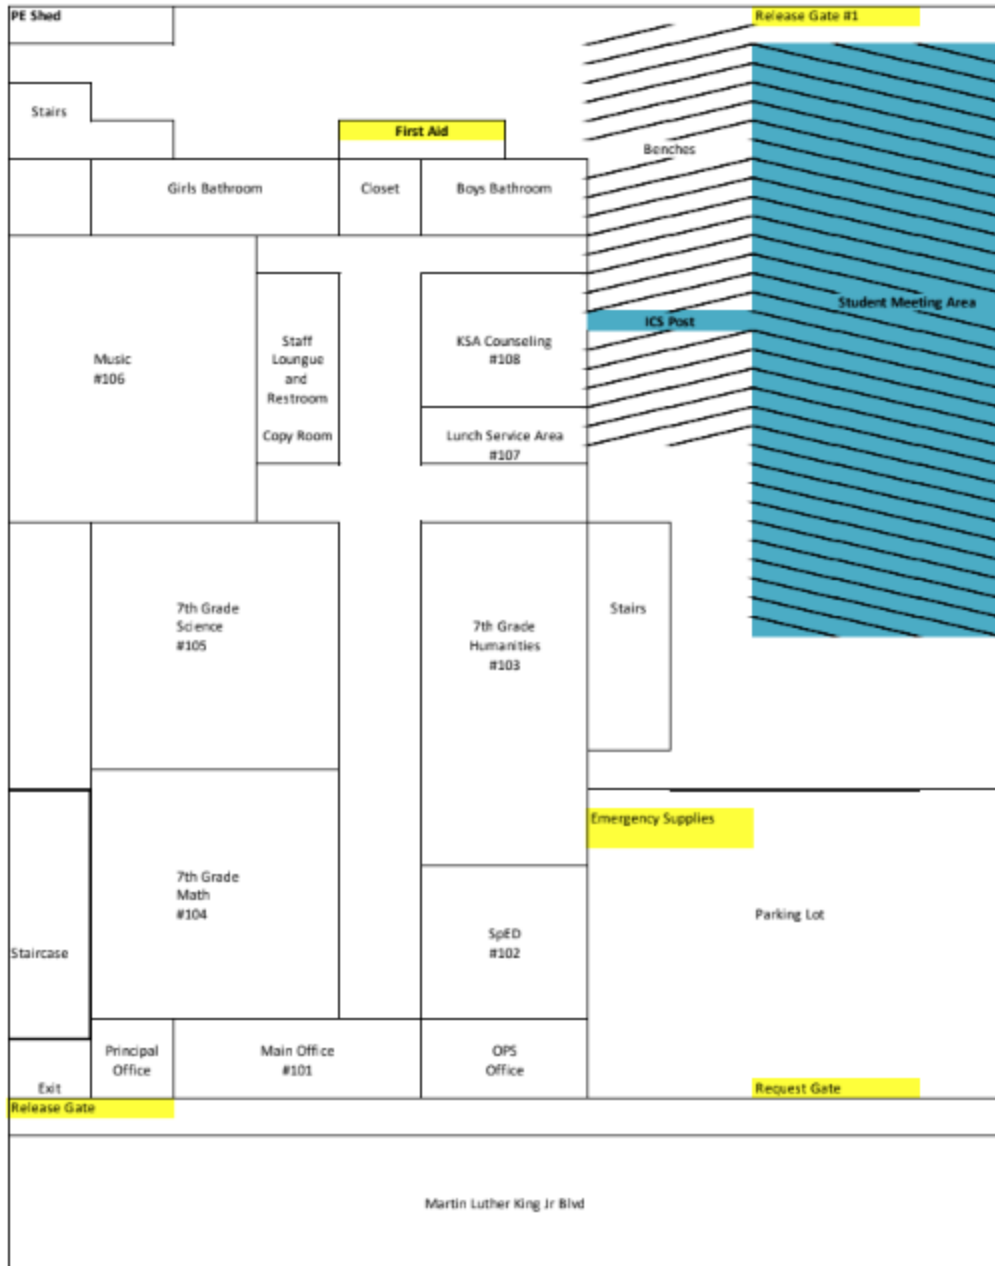 PE Shed
Release Gate #1
Stairs
First Aid
Benches
Girls Bathroom
Closet
Boys Bathroom
Student Meeting Area
ICS Post
Music
#106
Staff
Loungue
and
Restroom
Copy Room
KSA Counseling
#108
Lunch Service Area
#107
7th Grade
Science
#105
7th Grade
Humanities
#103
Stairs
Emergency Supplies
7th Grade
Math
#104
Parking Lot
SpED
#102
Staircase
Principal
Office
Main Office
#101
OPS
Office
Exit
Request Gate
Release Gate
Martin Luther King Jr Blvd